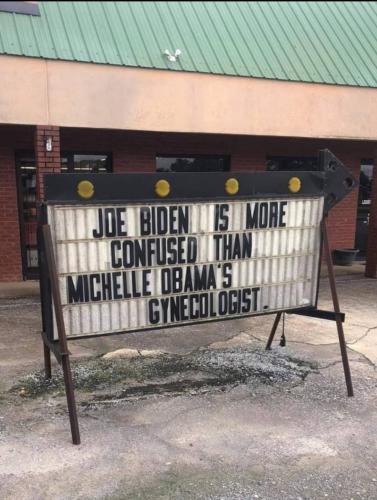 JOE BIDEN IS MORE
CONFUSED THAN
MICHELLE OBAMA'S
GYNECOLOGIST.